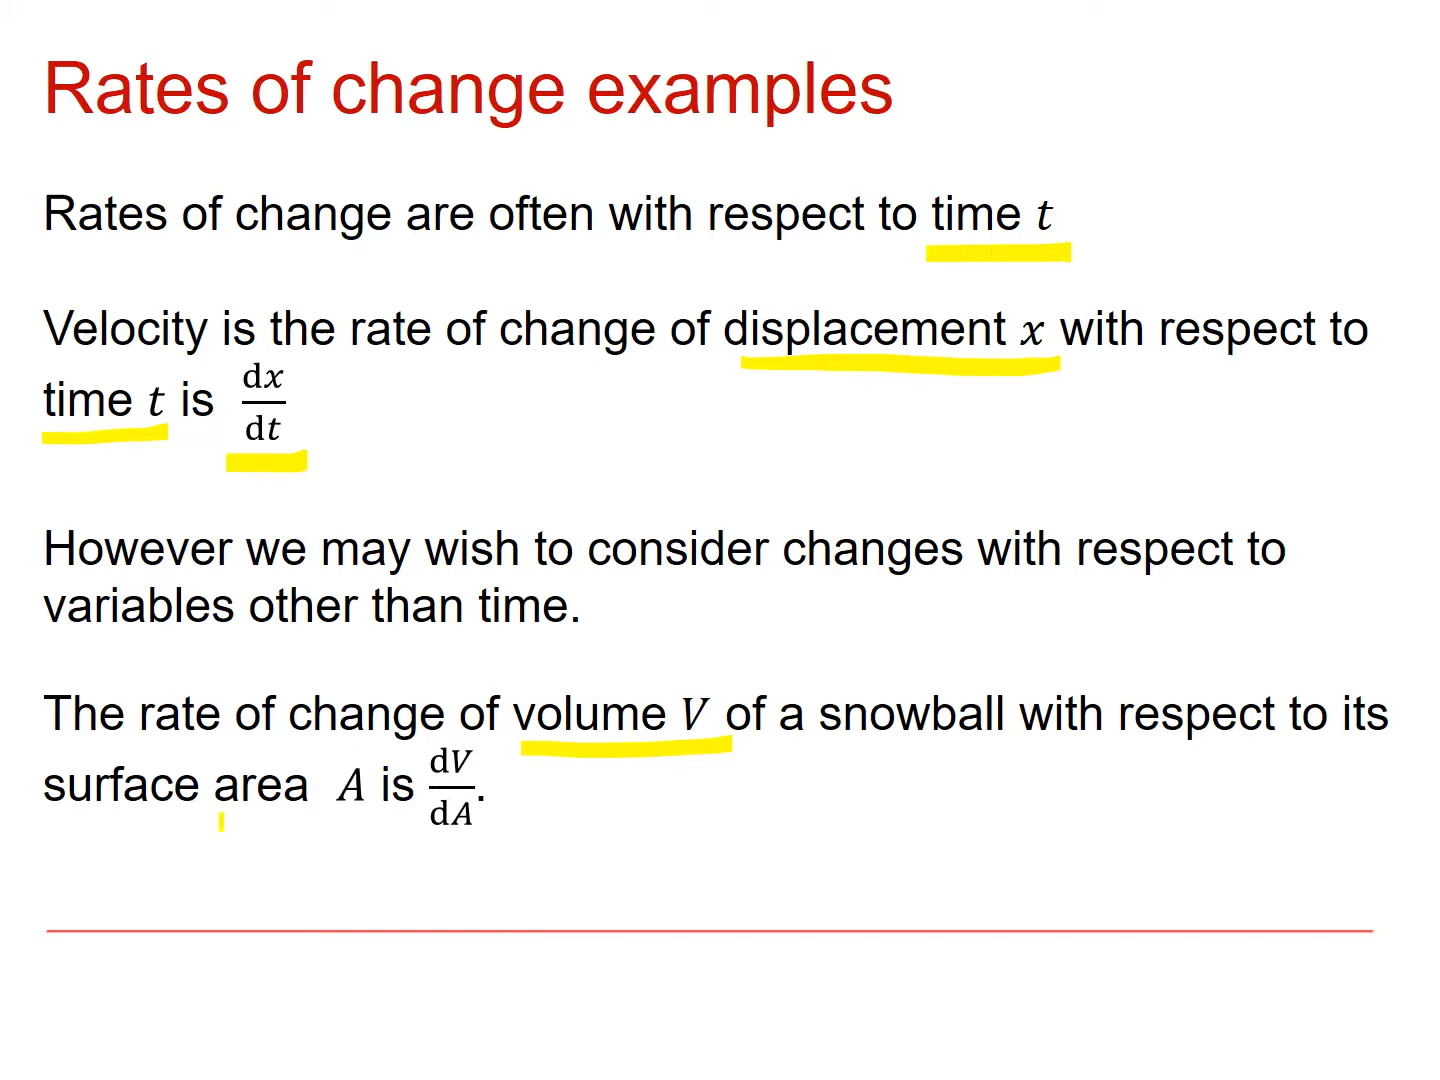 Rates of change examples
Rates of change are often with respect to time t
Velocity is the rate of change of displacement x with respect to
time t is dx/dt
However we may wish to consider changes with respect to
variables other than time.
The rate of change of volume V of a snowball with respect to its
surface area A is dV/dA.